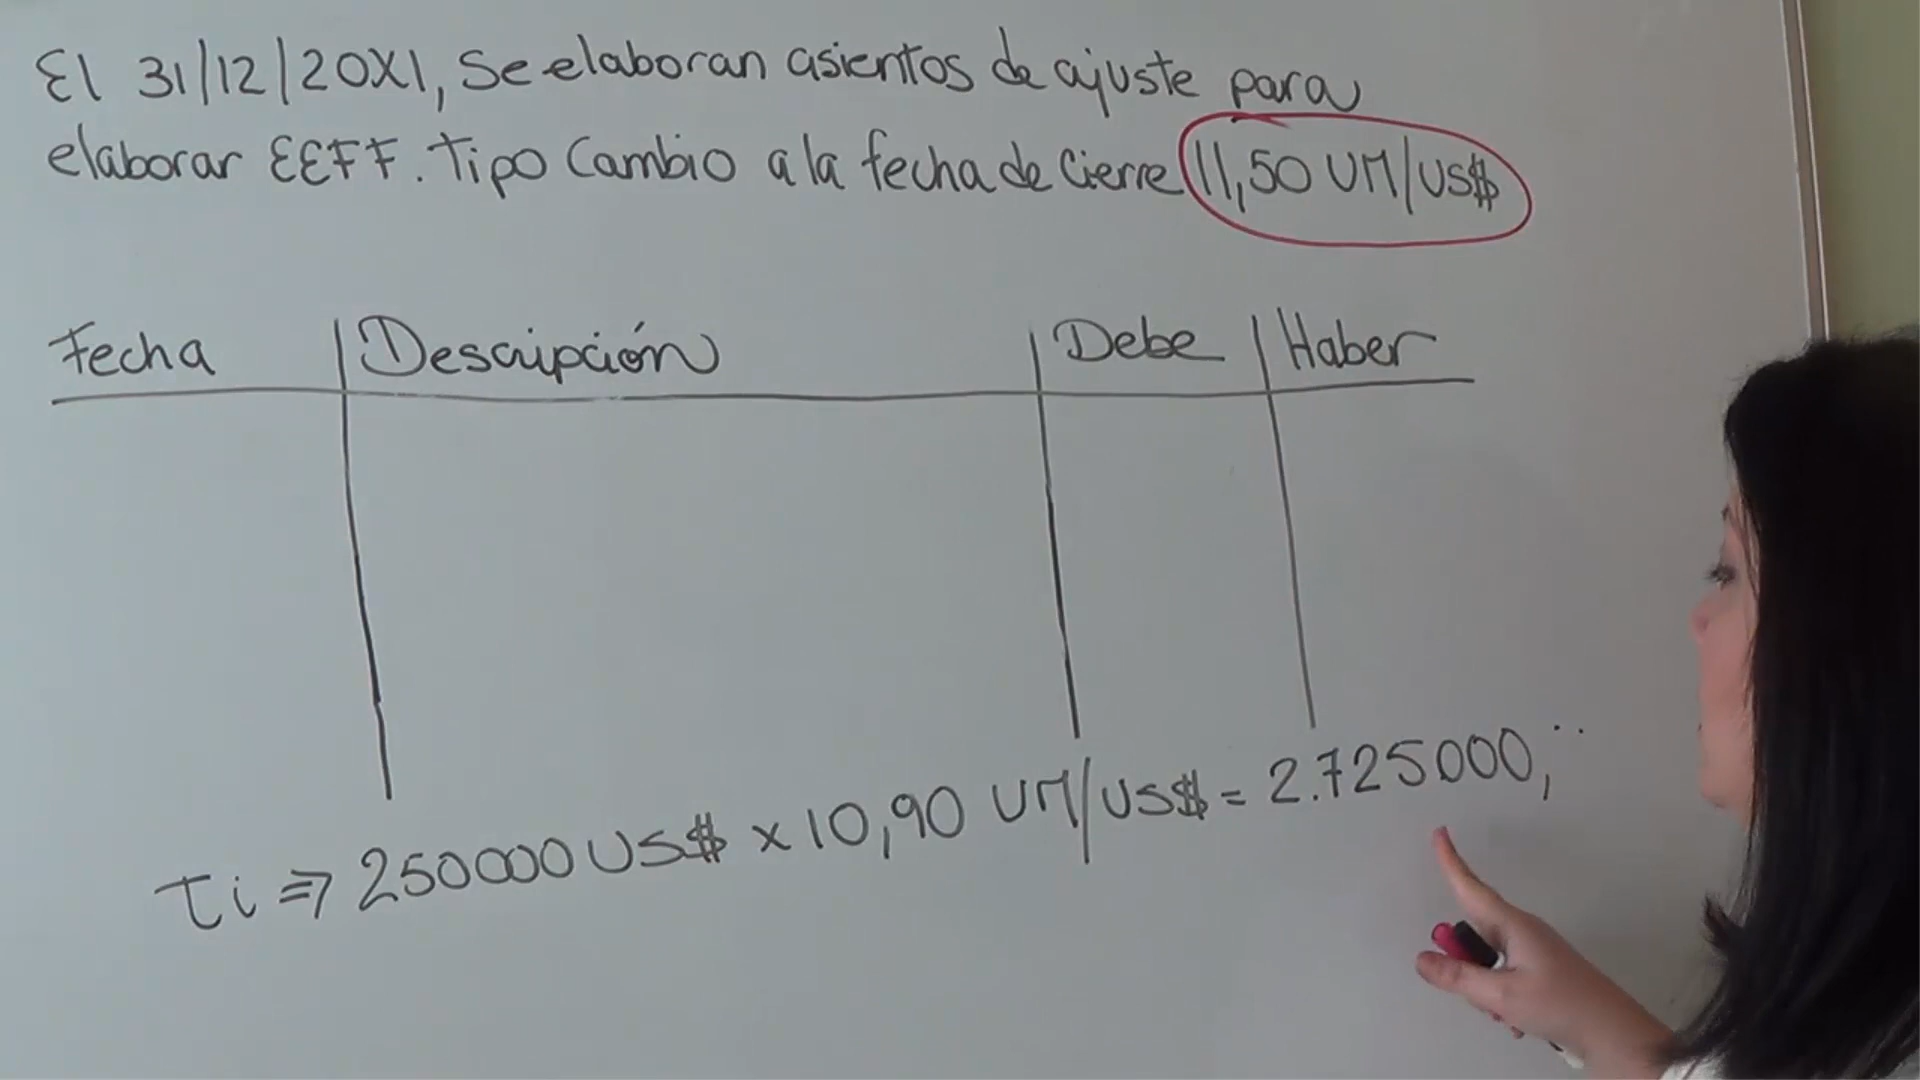 El 31/12/20X1, Se elaboran asientos de ajuste para
elaborar EEFF. Tipo Cambio a la fecha de Cierre 11,50 UM/US$
Fecha Descripción Debe Haber
ti ⇒ 250000 US$ x 10,90 UM/US$ = 2.725000,··